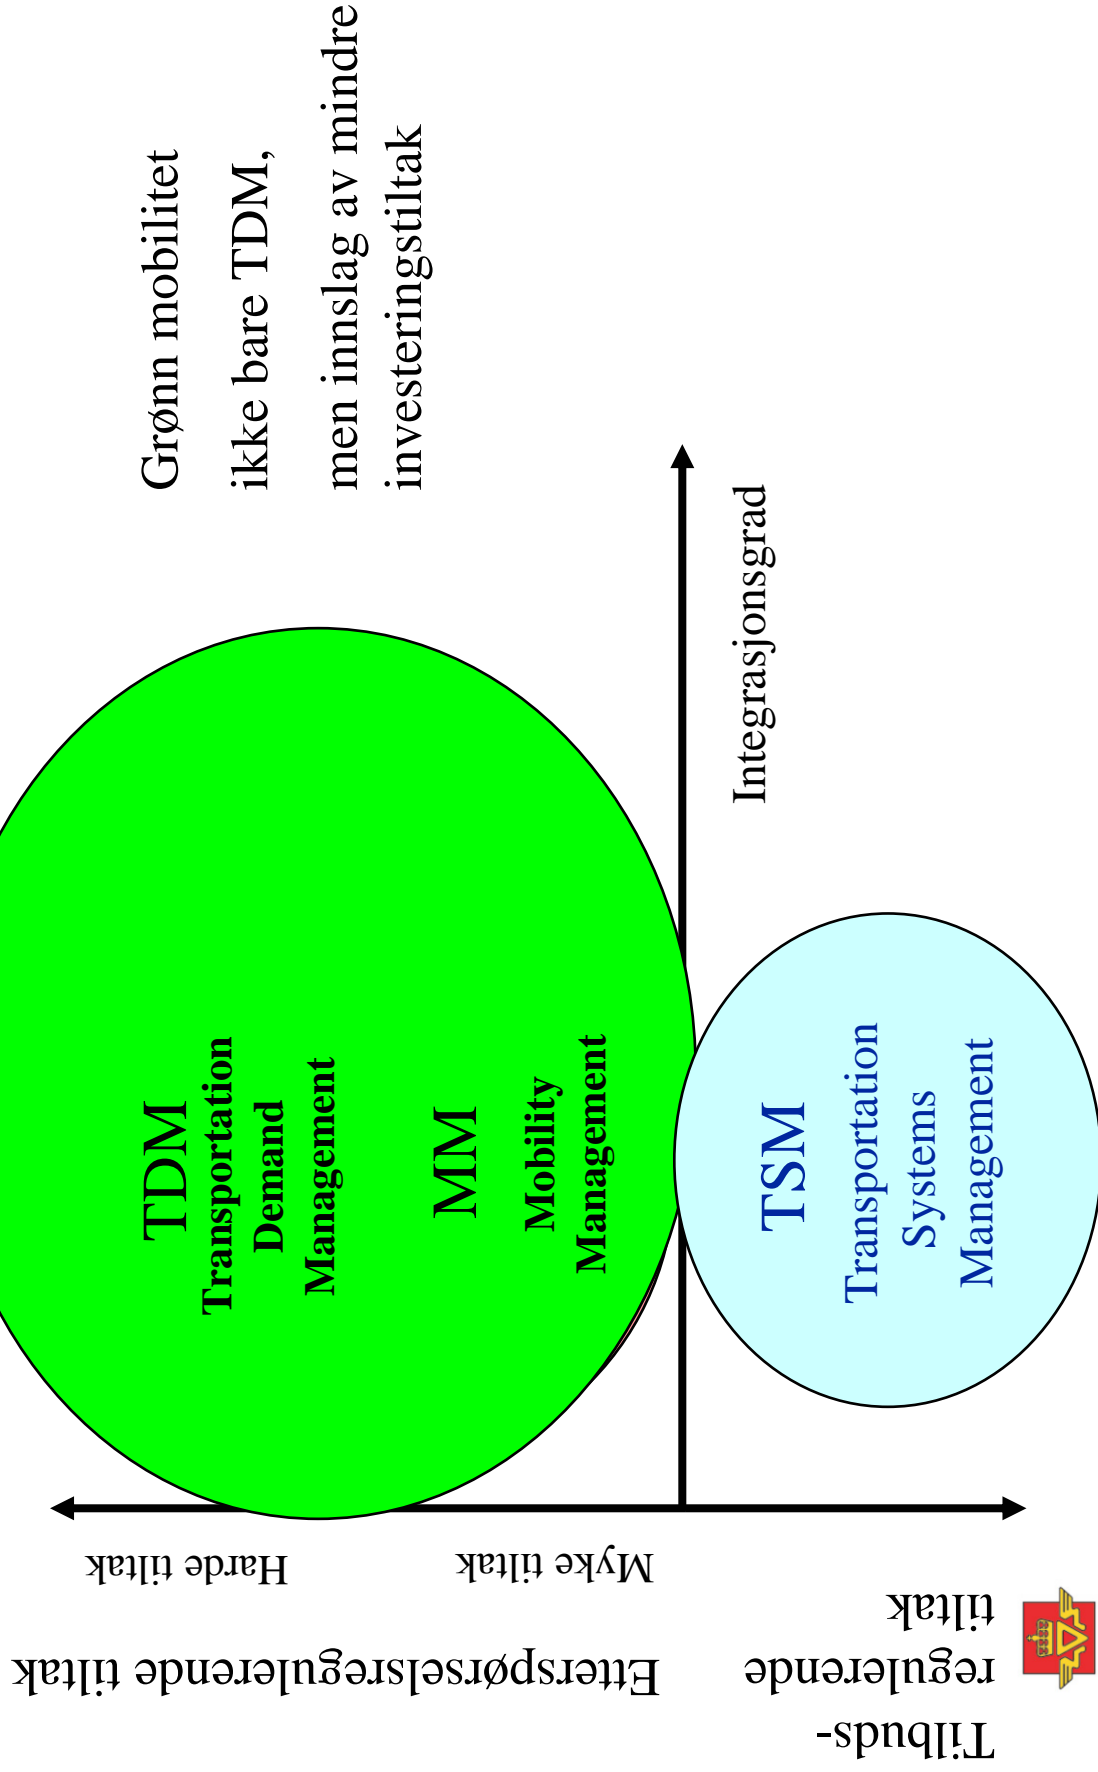 Grønn mobilitet
ikke bare TDM,
men innslag av mindre
investeringstiltak
TDM
Transportation
Demand
Management
MM
Mobility
Management
TSM
Transportation
Systems
Management
Integrasjonsgrad
Harde tiltak
Myke tiltak
Etterspørselsregulerende tiltak
Tilbuds-
regulerende
tiltak